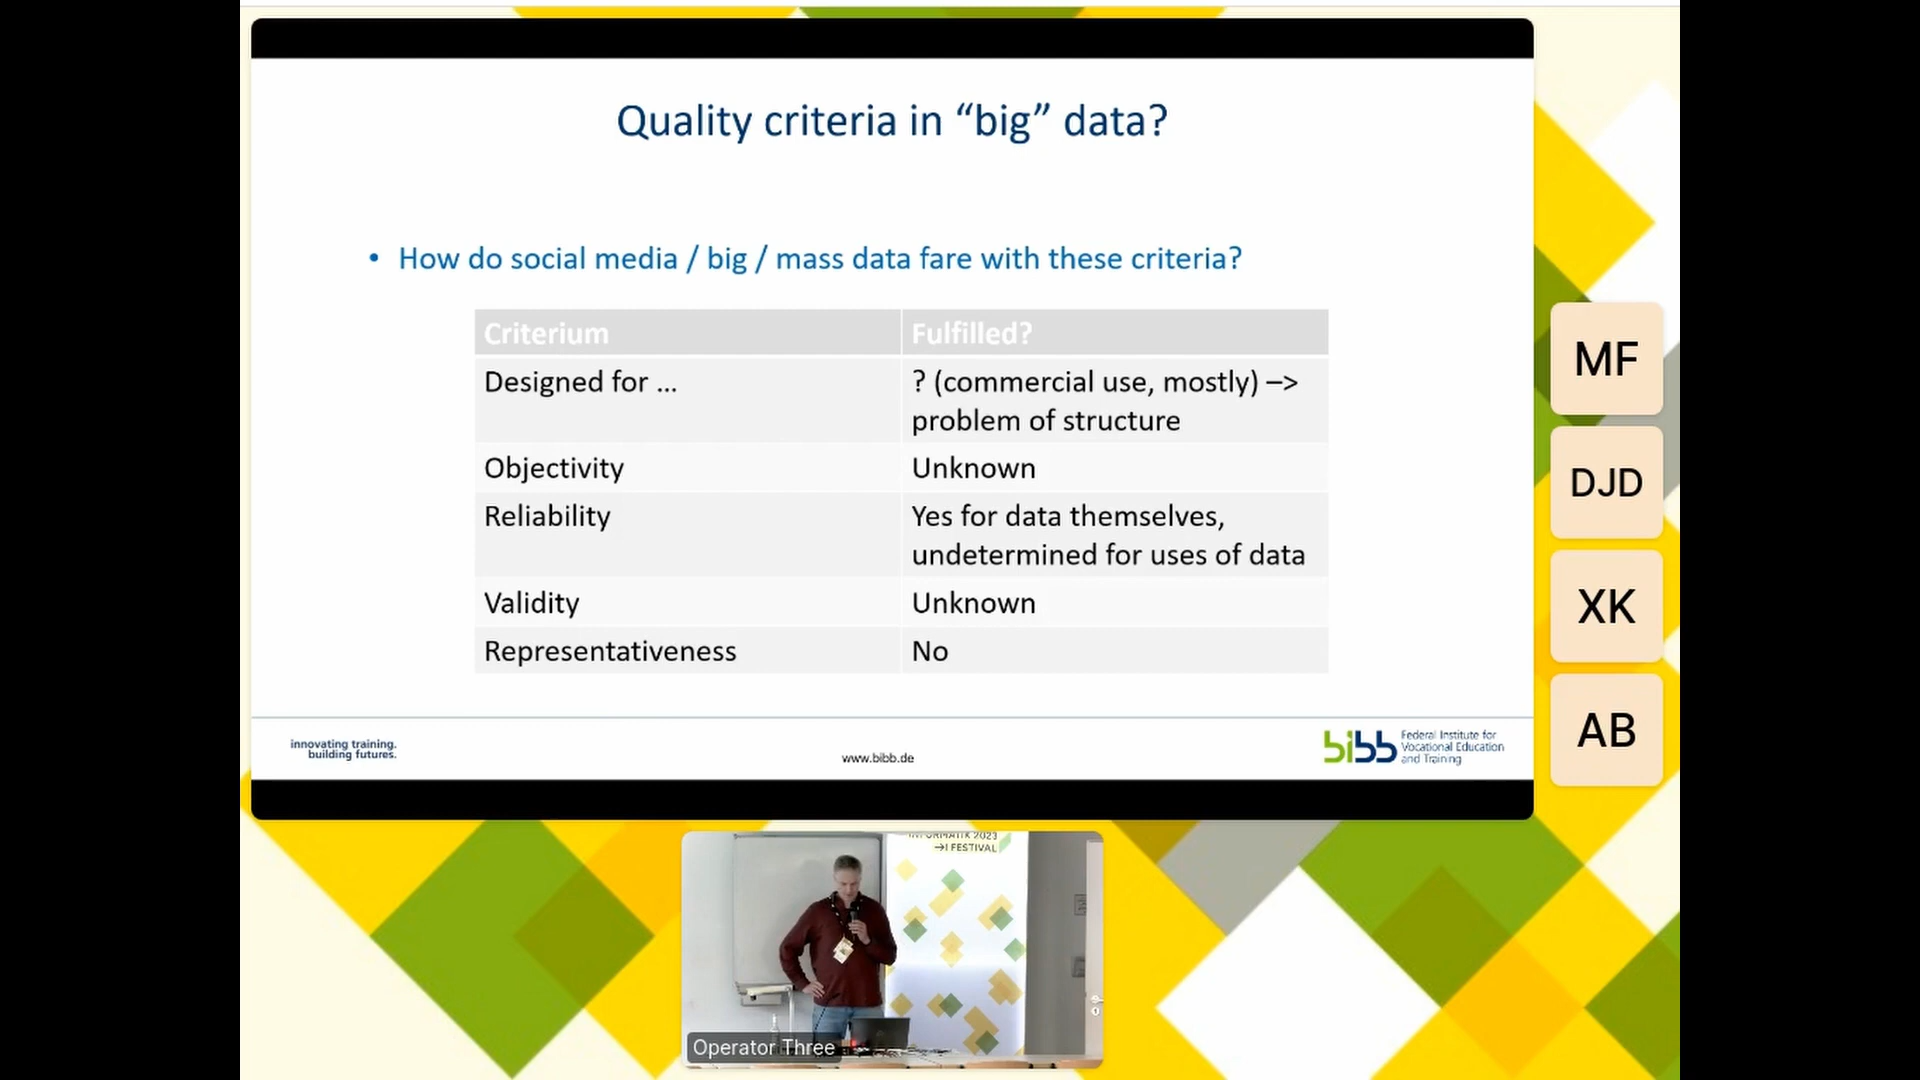 Quality criteria in “big” data?
• How do social media / big / mass data fare with these criteria?
Criterium
Fulfilled?
Designed for ...
? (commercial use, mostly) –>
problem of structure
Objectivity
Unknown
Reliability
Yes for data themselves,
undetermined for uses of data
Validity
Unknown
Representativeness
No
innovating training.
building futures.
www.bibb.de
bibb
Federal Institute for
Vocational Education
and Training
MF
DJD
XK
AB
INFORMATIK 2023
→I FESTIVAL
Operator Three